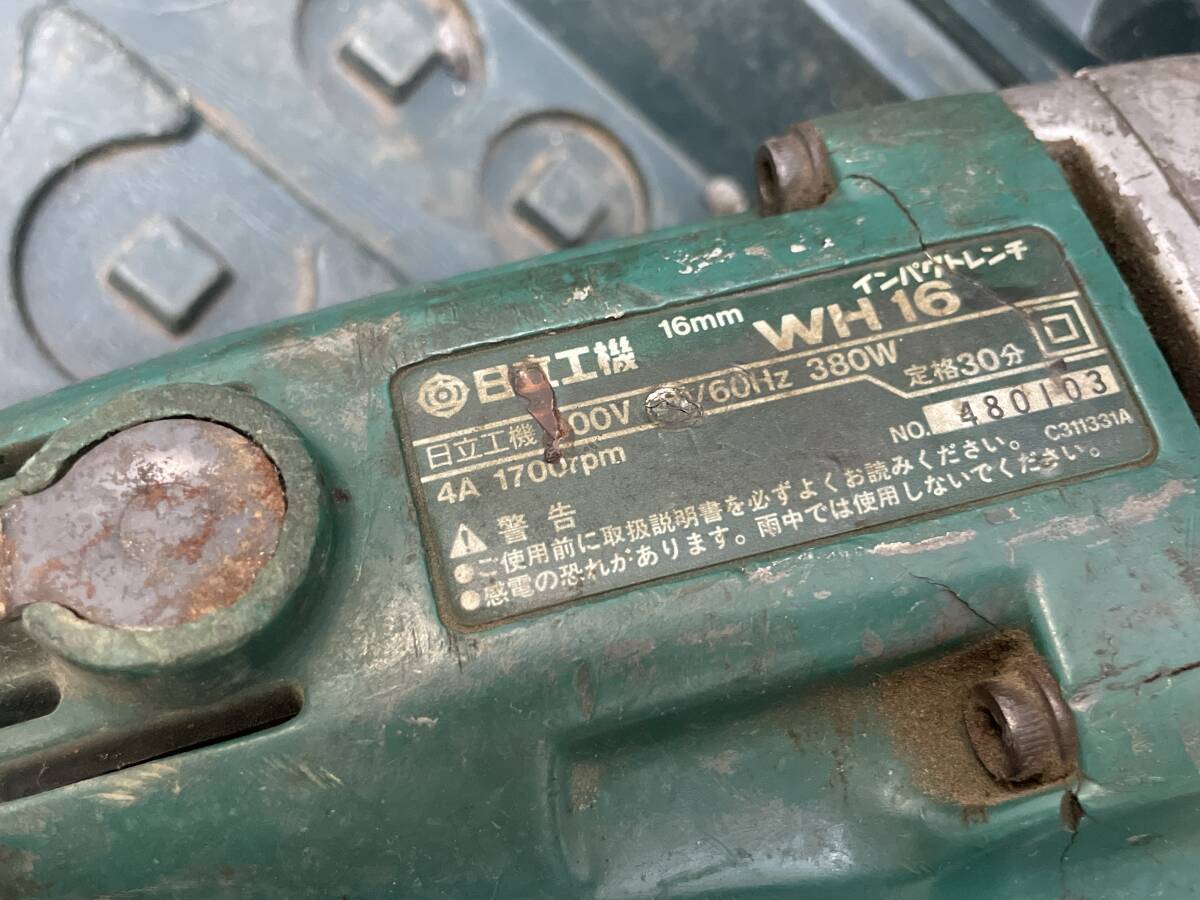 インパクトレンチ
日立工機 16mm WH 16
日立工機 00V /60Hz 380W 定格30分
4A 1700rpm NO. 480103
C311331A
警告
●ご使用前に取扱説明書を必ずよくお読みください。
●感電の恐れがあります。雨中では使用しないでください。